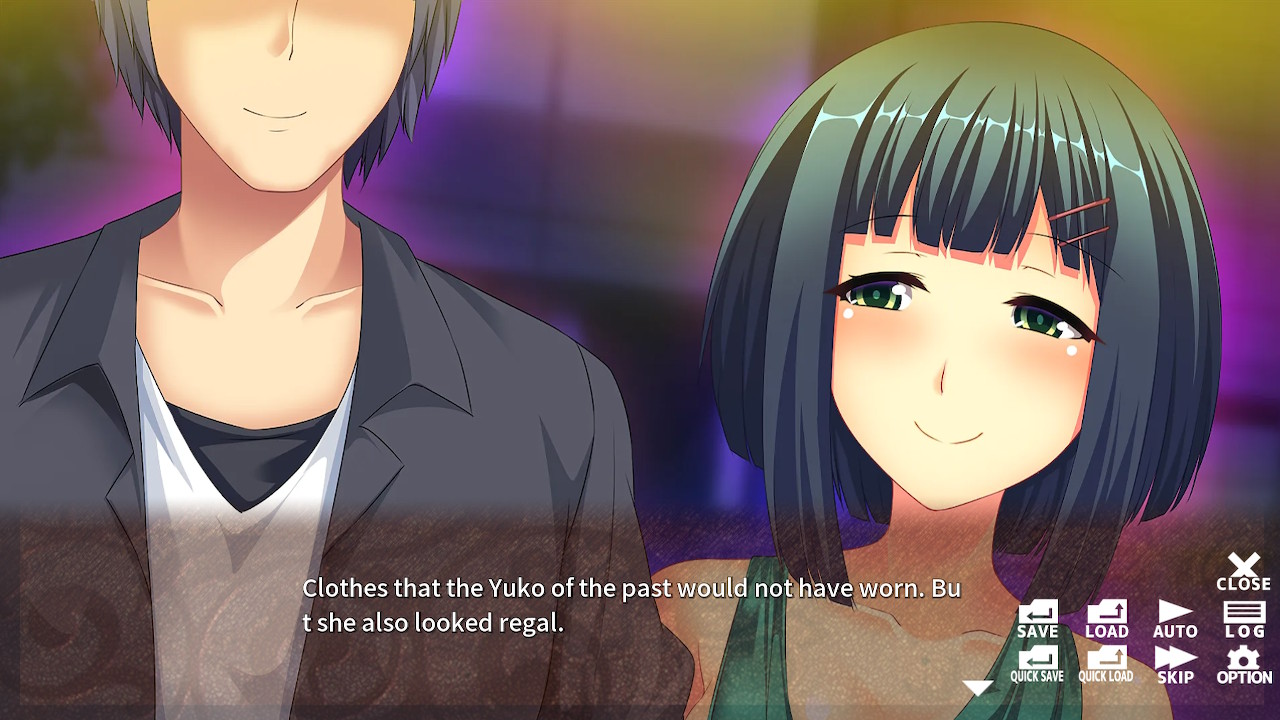 Clothes that the Yuko of the past would not have worn. Bu
t she also looked regal.
CLOSE
SAVE LOAD AUTO LOG
QUICK SAVE QUICK LOAD SKIP OPTION